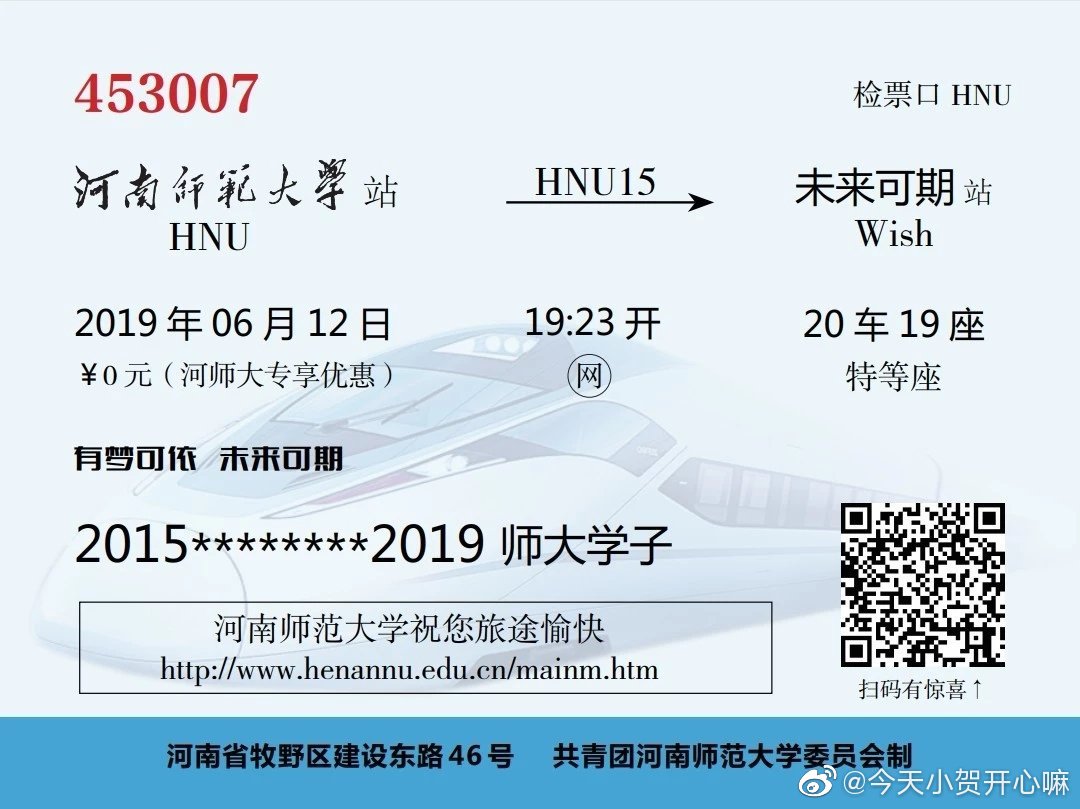 453007
检票口 HNU
河南师範大学 站
HNU15
未来可期 站
HNU
Wish
2019 年 06 月 12 日
19:23 开
20 车 19 座
￥0 元（河师大专享优惠）
网
特等座
有梦可依 未来可期
2015********2019 师大学子
河南师范大学祝您旅途愉快
http://www.henannu.edu.cn/mainm.htm
扫码有惊喜↑
河南省牧野区建设东路46号 共青团河南师范大学委员会制
@今天小贺开心嘛